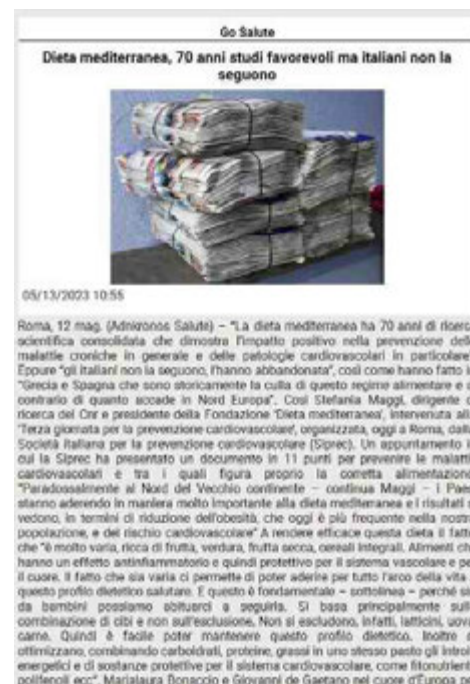 Go Salute
Dieta mediterranea, 70 anni studi favorevoli ma italiani non la
seguono
05/13/2023 10:55
Roma, 12 mag. (Adnkronos Salute) – "La dieta mediterranea ha 70 anni di ricerc
scientifica consolidata che dimostra l'impatto positivo nella prevenzione delle
malattie croniche in generale e delle patologie cardiovascolari in particolare.
Eppure "gli italiani non la seguono, l'hanno abbandonata", così come hanno fatto i
"Grecia e Spagna che sono storicamente la culla di questo regime alimentare e
contrario di quanto accade in Nord Europa". Così Stefania Maggi, dirigente d
ricerca del Cnr e presidente della Fondazione 'Dieta mediterranea', intervenuta all
'Terza giornata per la prevenzione cardiovascolare', organizzata, oggi a Roma, dalla
Società italiana per la prevenzione cardiovascolare (Siprec). Un appuntamento i
cui la Siprec ha presentato un documento in 11 punti per prevenire le malatti
cardiovascolari e tra i quali figura proprio la corretta alimentazione
"Paradossalmente al Nord del Vecchio continente – continua Maggi – i Paes
stanno aderendo in maniera molto importante alla dieta mediterranea e i risultati s
vedono, in termini di riduzione dell'obesità, che oggi è più frequente nella nostra
popolazione, e del rischio cardiovascolare" A rendere efficace questa dieta il fatto
che "è molto varia, ricca di frutta, verdura, frutta secca, cereali integrali. Alimenti che
hanno un effetto antinfiammatorio e quindi protettivo per il sistema vascolare e pe
il cuore. Il fatto che sia varia ci permette di poter aderire per tutto l'arco della vita
questo profilo dietetico salutare. E questo è fondamentale – sottolinea – perché sin
da bambini possiamo abituarci a seguirla. Si basa principalmente sulla
combinazione di cibi e non sull'esclusione. Non si escludono, infatti, latticini, uova
carne. Quindi è facile poter mantenere questo profilo dietetico. Inoltre s
ottimizzano, combinando carboidrati, proteine, grassi in uno stesso pasto gli introit
energetici e di sostanze protettive per il sistema cardiovascolare, come fitonutrient
polifenoli ecc". Marialaura Bonaccio e Giovanni de Gaetano nel cuore d'Europa pe